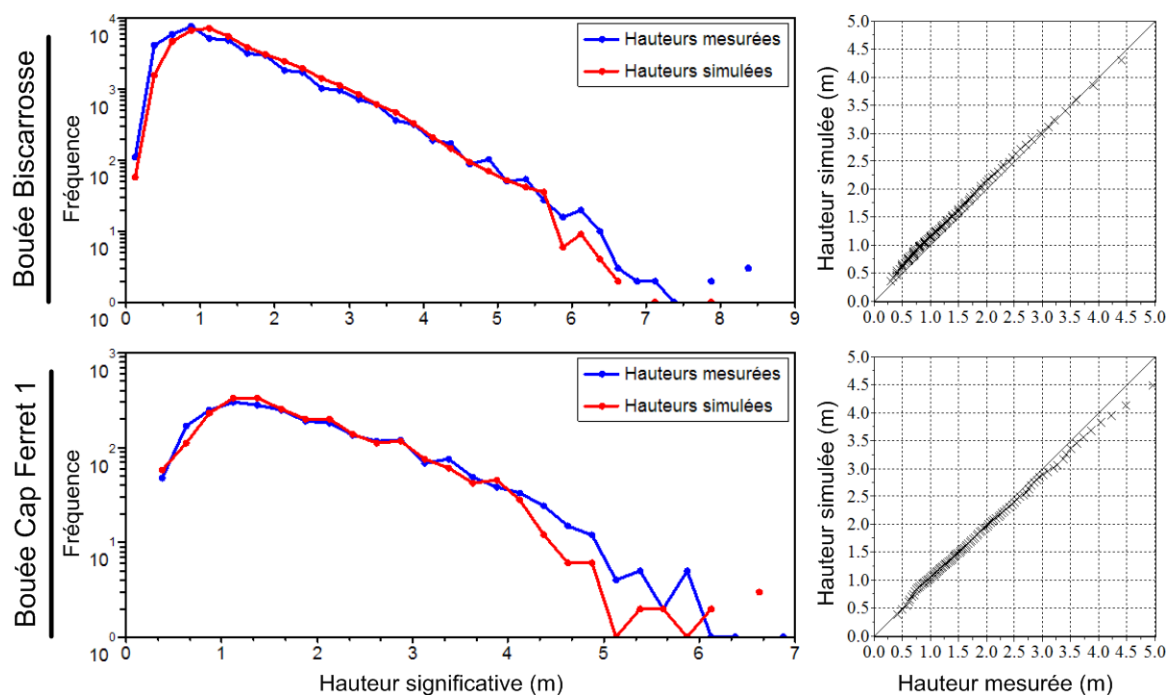 Bouée Biscarrosse
Fréquence
10 4
10 3
10 2
10 1
10 0
0 1 2 3 4 5 6 7 8 9
Hauteurs mesurées
Hauteurs simulées
Hauteur simulée (m)
5.0
4.5
4.0
3.5
3.0
2.5
2.0
1.5
1.0
0.5
0.0
0.0 0.5 1.0 1.5 2.0 2.5 3.0 3.5 4.0 4.5 5.0
Bouée Cap Ferret 1
Fréquence
10 3
10 2
10 1
10 0
0 1 2 3 4 5 6 7
Hauteurs mesurées
Hauteurs simulées
Hauteur significative (m)
Hauteur simulée (m)
5.0
4.5
4.0
3.5
3.0
2.5
2.0
1.5
1.0
0.5
0.0
0.0 0.5 1.0 1.5 2.0 2.5 3.0 3.5 4.0 4.5 5.0
Hauteur mesurée (m)